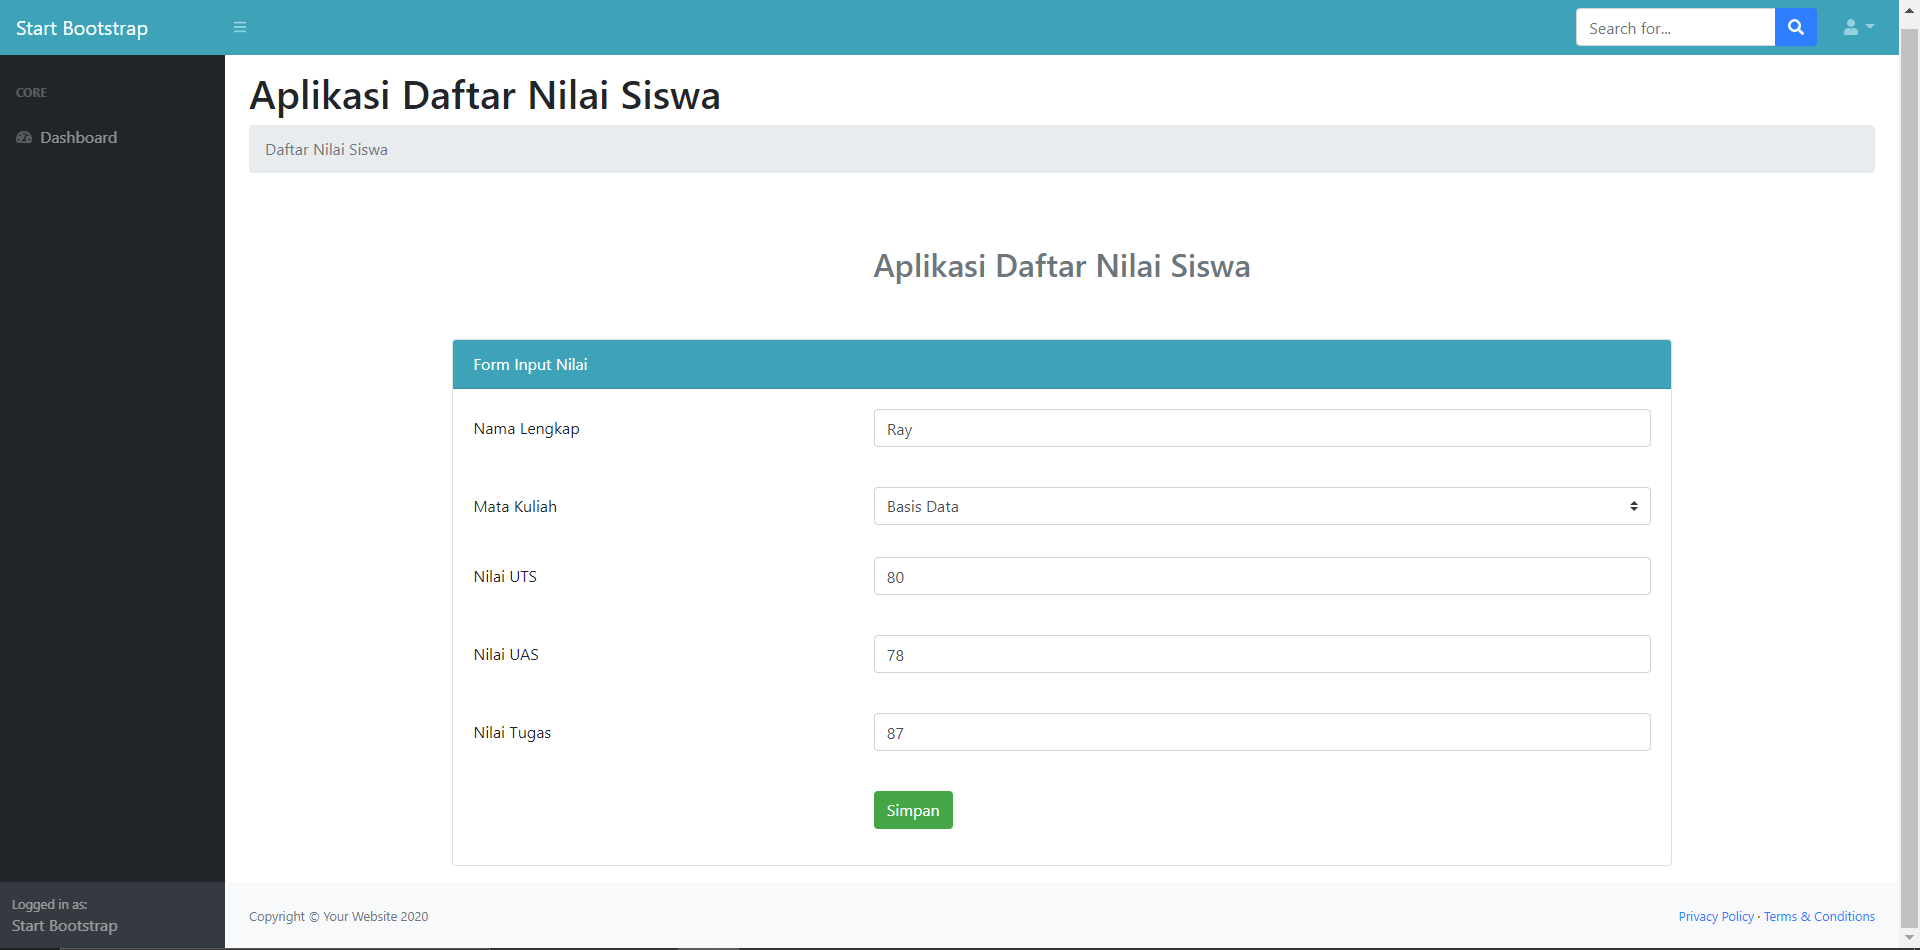 Start Bootstrap
Search for...
CORE
Dashboard
Aplikasi Daftar Nilai Siswa
Daftar Nilai Siswa
Aplikasi Daftar Nilai Siswa
Form Input Nilai
Nama Lengkap Ray
Mata Kuliah Basis Data
Nilai UTS 80
Nilai UAS 78
Nilai Tugas 87
Simpan
Logged in as:
Start Bootstrap
Copyright © Your Website 2020 Privacy Policy · Terms & Conditions